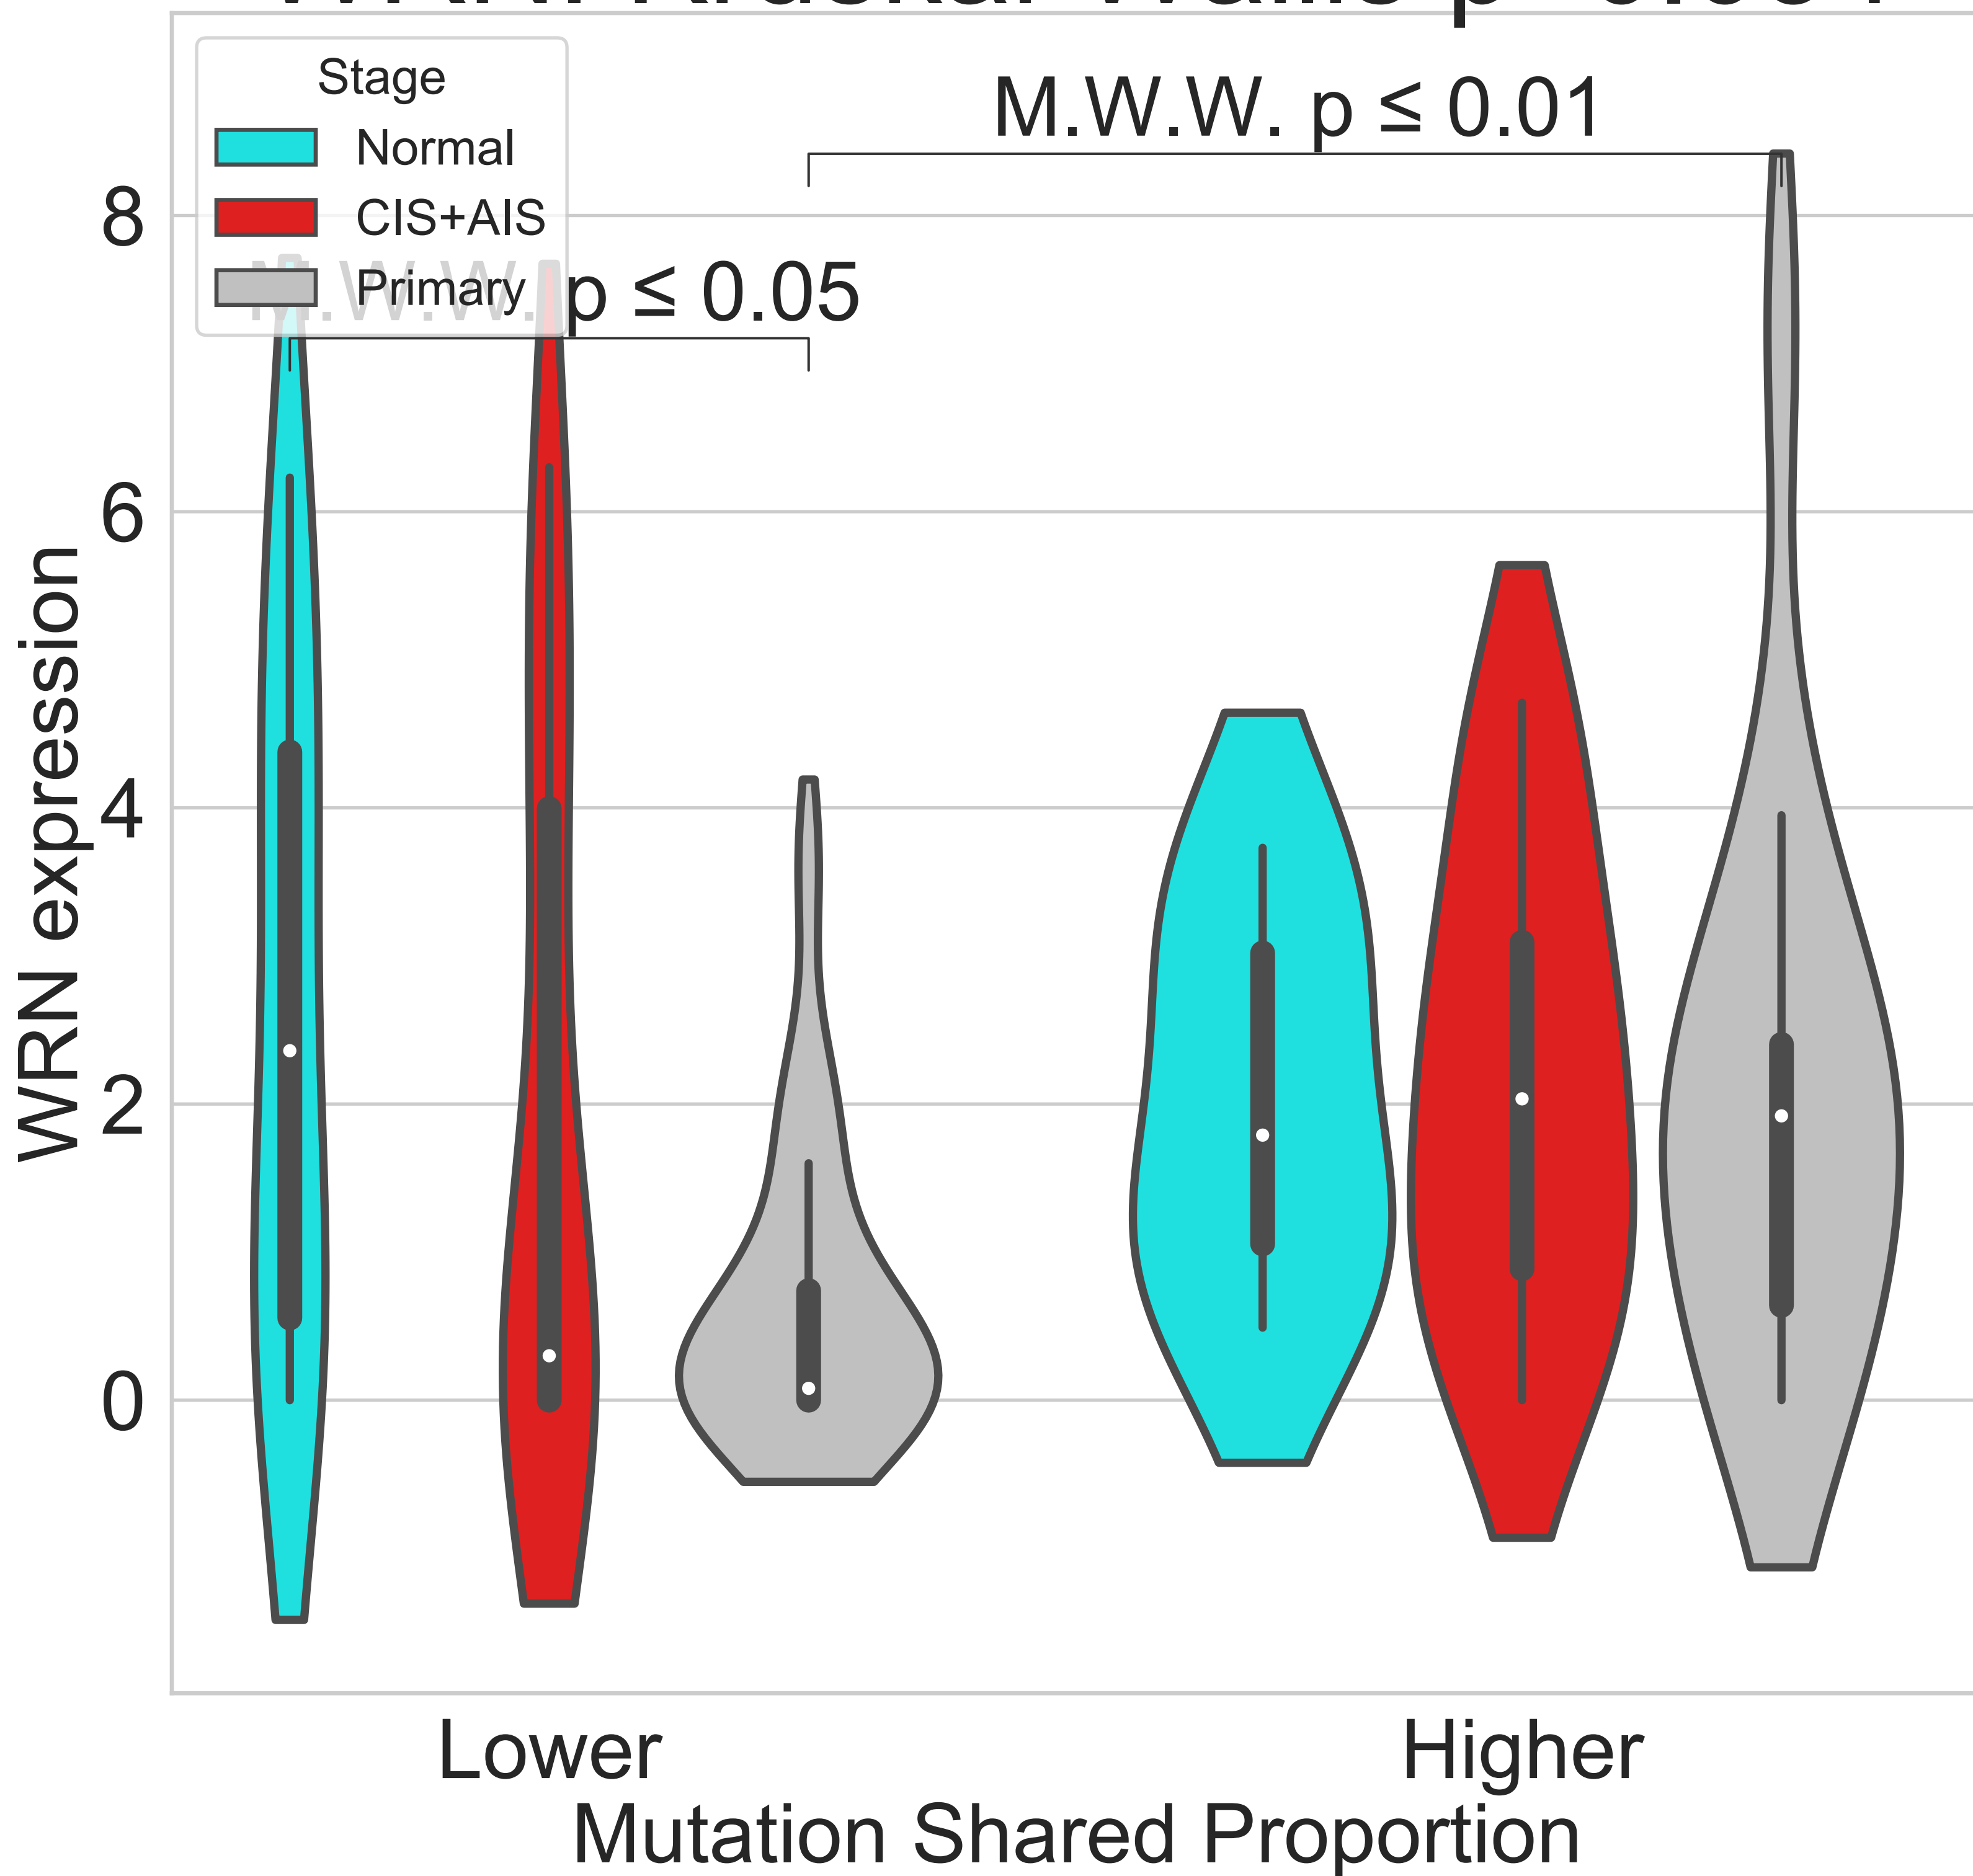 M.W.W. p ≤ 0.01
Stage
Normal
CIS+AIS
Primary
M.W.W. p ≤ 0.05
8
6
4
2
0
WRN expression
Lower
Higher
Mutation Shared Proportion